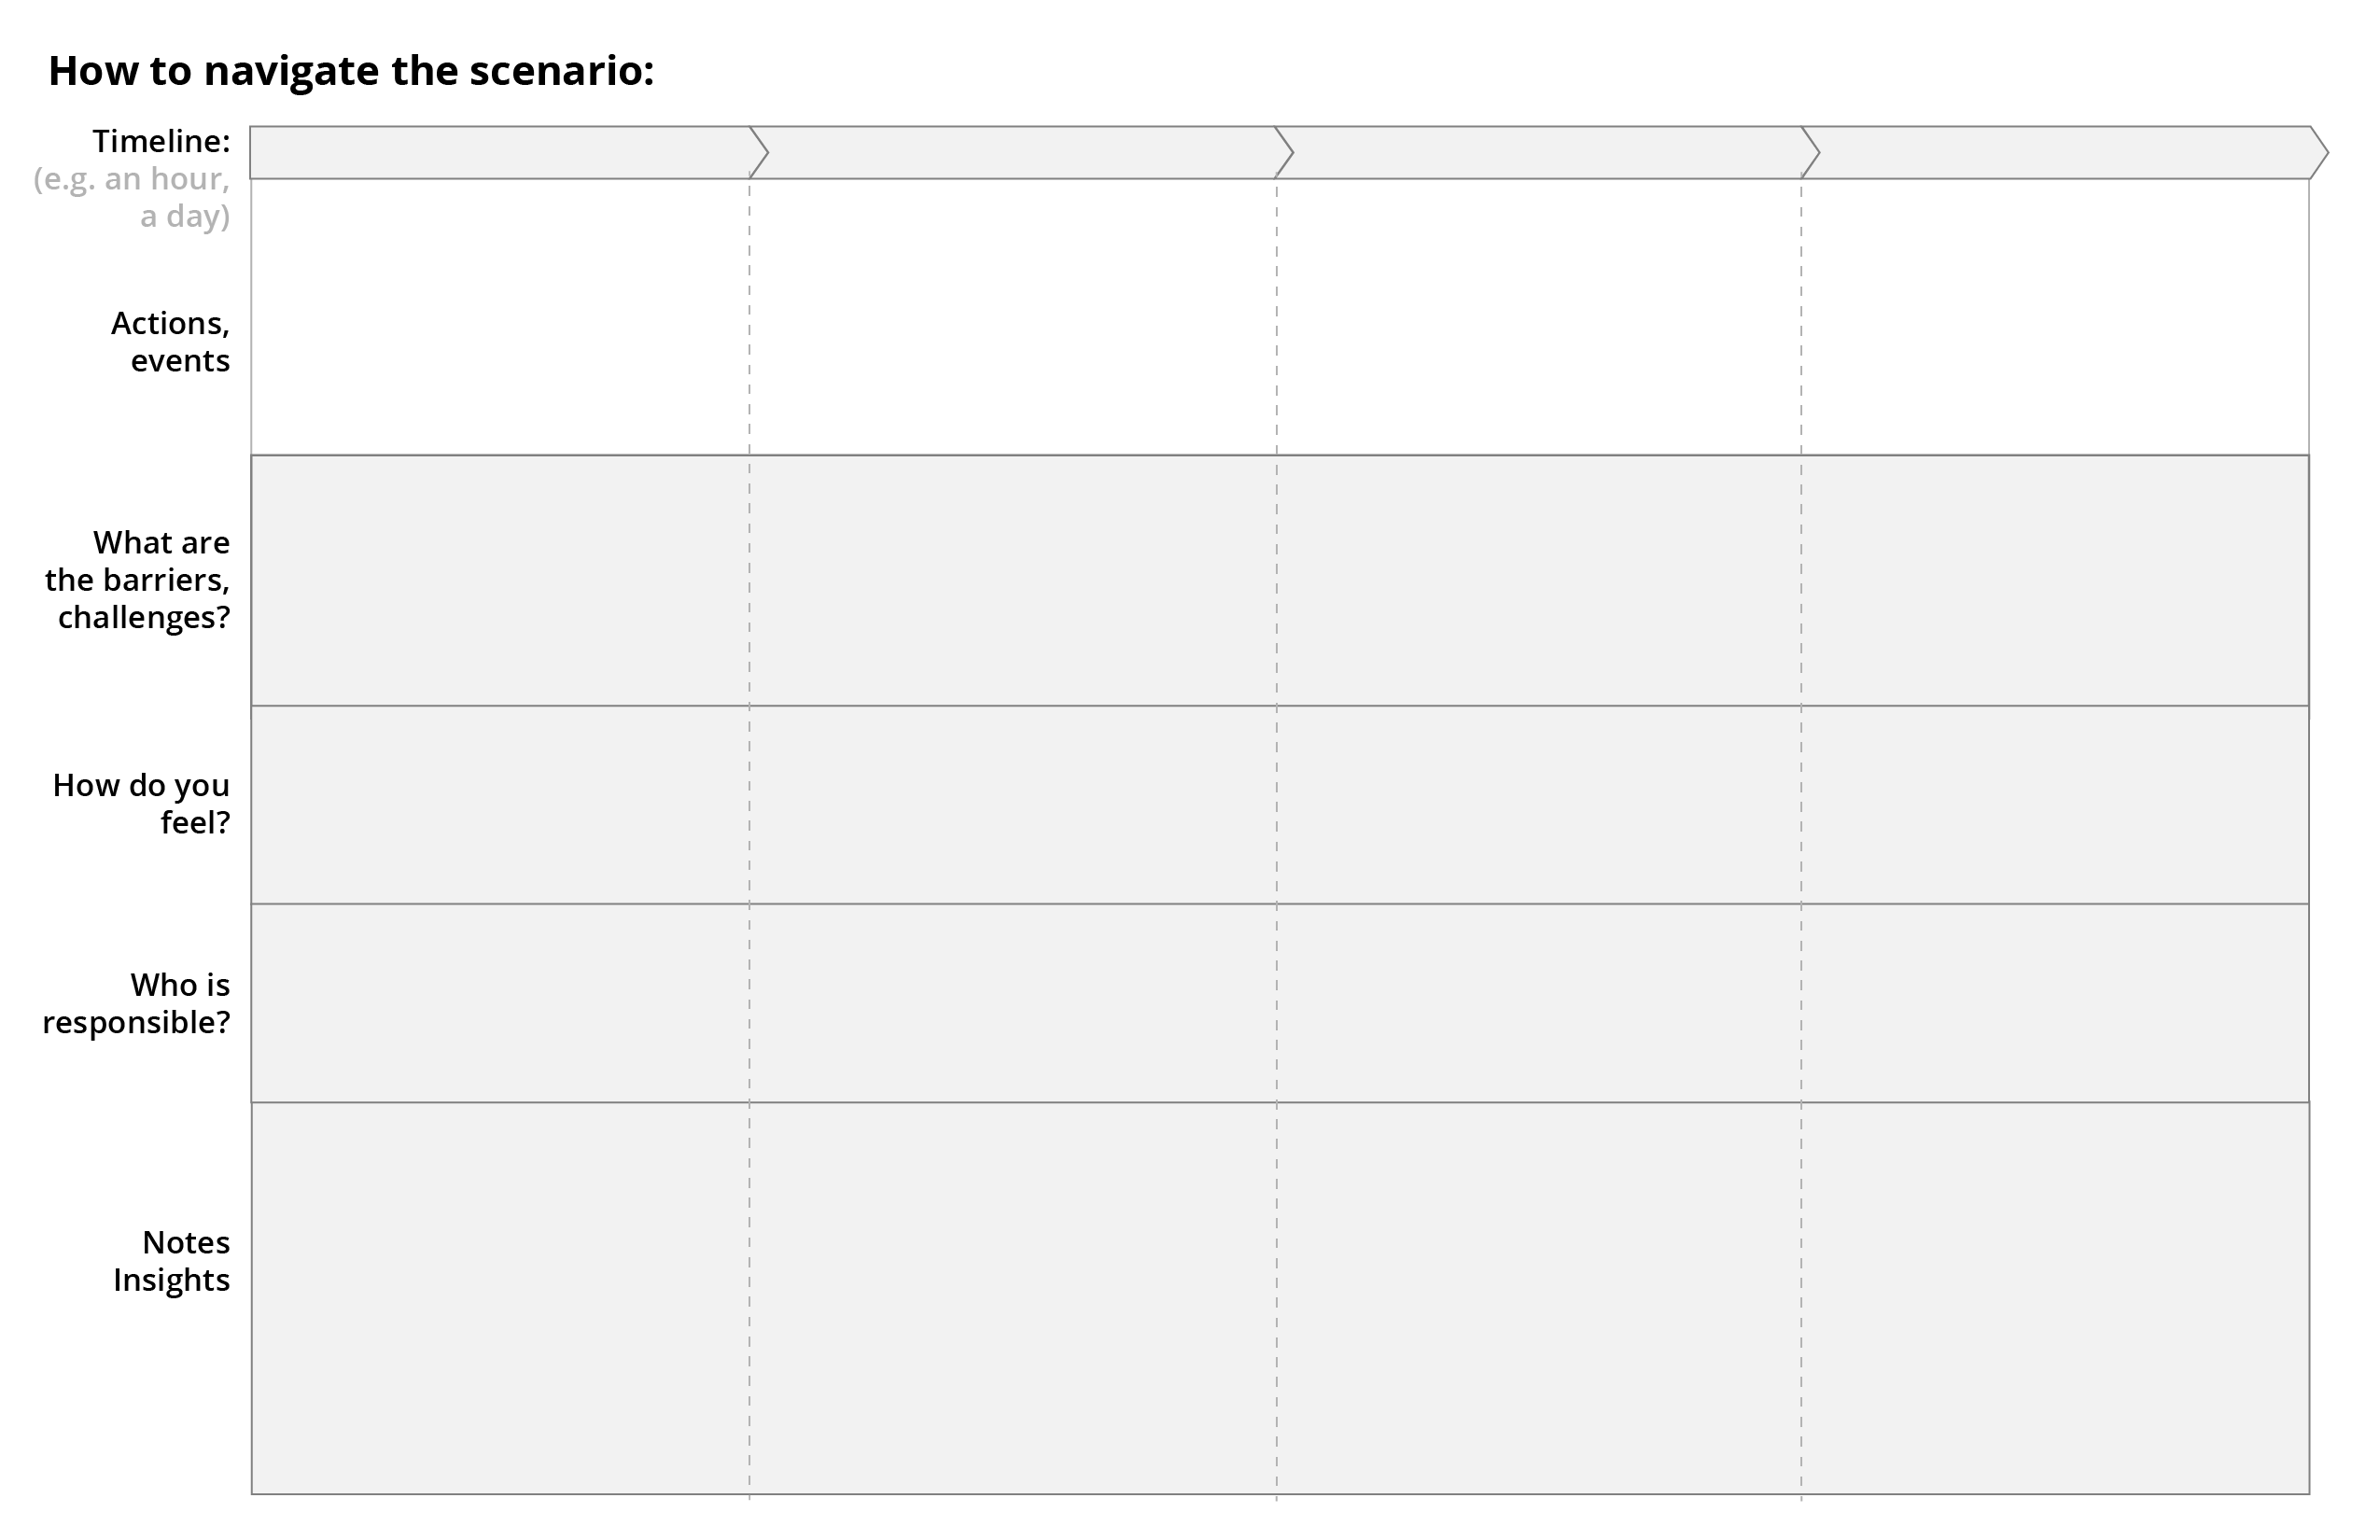 How to navigate the scenario:
Timeline:
(e.g. an hour,
a day)
Actions,
events
What are
the barriers,
challenges?
How do you
feel?
Who is
responsible?
Notes
Insights